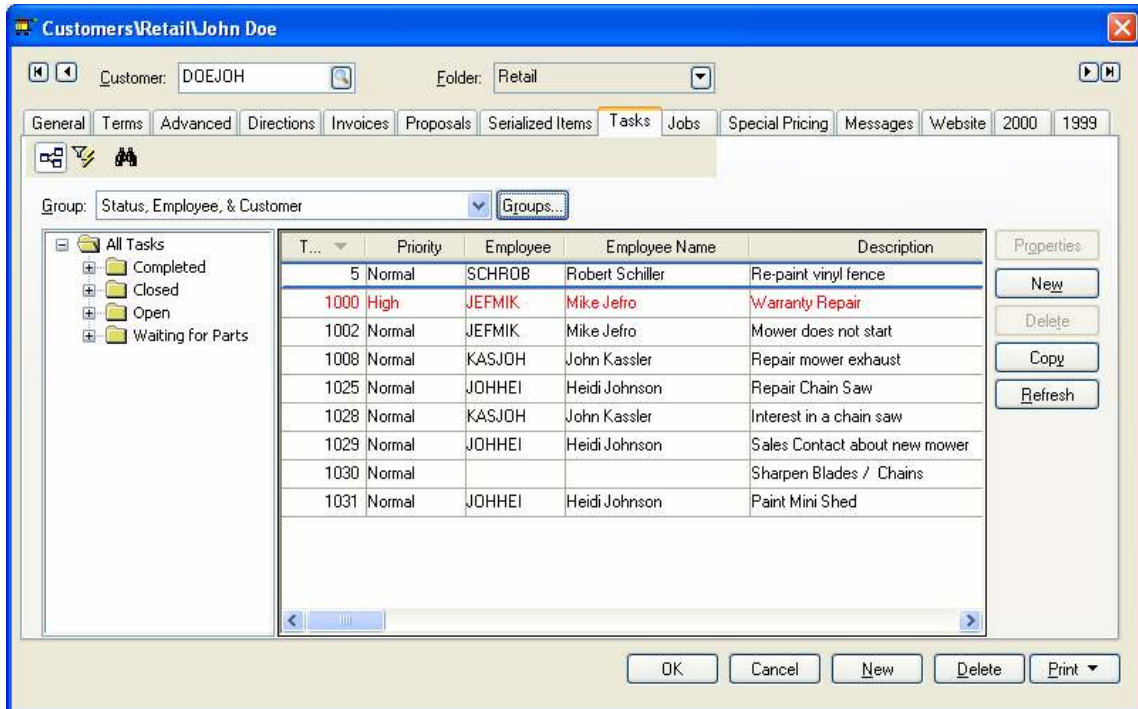 Customers\Retail\John Doe
Customer: DOEJOH Folder: Retail
General Terms Advanced Directions Invoices Proposals Serialized Items Tasks Jobs Special Pricing Messages Website 2000 1999
Group: Status, Employee, & Customer Groups...
All Tasks
Completed
Closed
Open
Waiting for Parts
T... Priority Employee Employee Name Description
5 Normal SCHROB Robert Schiller Re-paint vinyl fence
1000 High JEFMIK Mike Jefro Warranty Repair
1002 Normal JEFMIK Mike Jefro Mower does not start
1008 Normal KASJOH John Kassler Repair mower exhaust
1025 Normal JOHHEI Heidi Johnson Repair Chain Saw
1028 Normal KASJOH John Kassler Interest in a chain saw
1029 Normal JOHHEI Heidi Johnson Sales Contact about new mower
1030 Normal Sharpen Blades / Chains
1031 Normal JOHHEI Heidi Johnson Paint Mini Shed
Properties
New
Delete
Copy
Refresh
OK Cancel New Delete Print